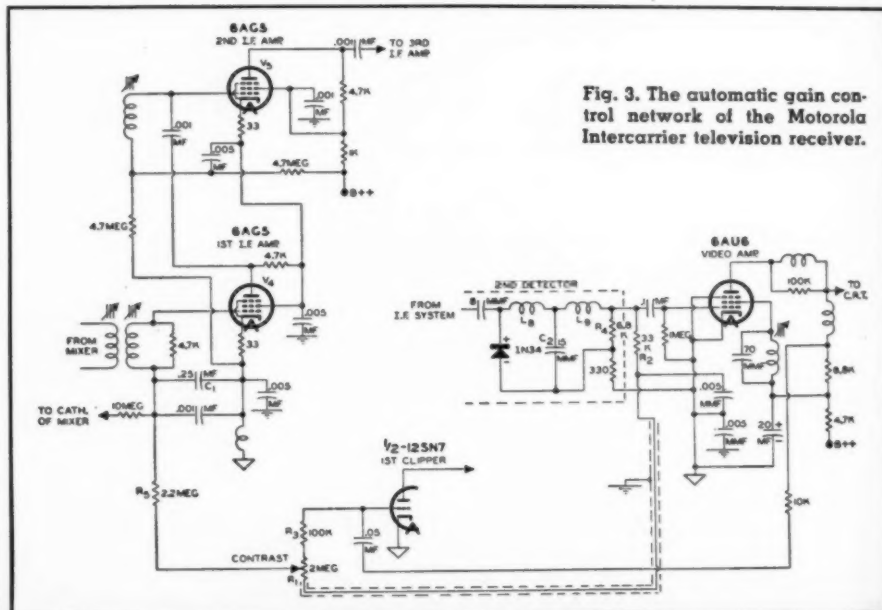 6AG5
2ND I.F. AMP.
V5
.001 MF
TO 3RD
I.F. AMP.
4.7K
.001
MF
.001
MF
33
.005
MF
4.7MEG
1K
B++
Fig. 3. The automatic gain con-
trol network of the Motorola
Intercarrier television receiver.
4.7MEG
6AG5
1ST I.F. AMP.
4.7K
V4
.005
MF
FROM
MIXER
4.7K
33
.25 MF
C1
.005
MF
TO CATH.
OF MIXER
10MEG
.001 MF
R5
2.2MEG
CONTRAST
R3
100K
2MEG
R1
.05
MF
1/2-12SN7
1ST CLIPPER
2ND DETECTOR
FROM
I.F. SYSTEM
8 MMF
L8
L9
1N34
C2
15
MMF
R4
6.8
K
330
.1 MF
33
K
R2
1MEG
.005
MMF
.005
MMF
6AU6
VIDEO AMP.
100K
TO
C.R.T.
70
MMF
20
MF
6.8K
4.7K
B++
10K